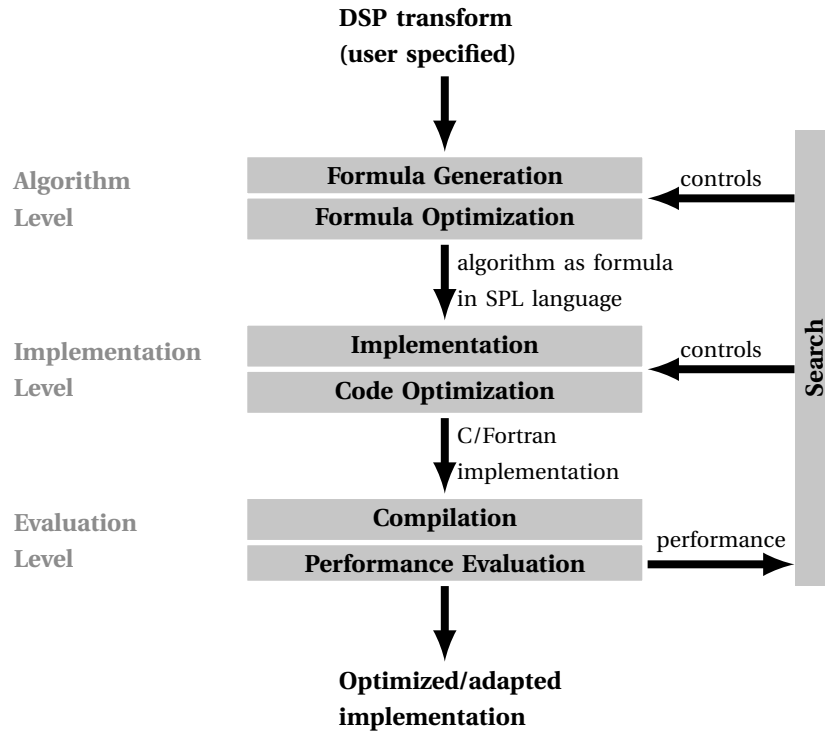 DSP transform
(user specified)
Algorithm
Level
Formula Generation
Formula Optimization
controls
algorithm as formula
in SPL language
Implementation
Level
Implementation
Code Optimization
controls
Search
C/Fortran
implementation
Evaluation
Level
Compilation
Performance Evaluation
performance
Optimized/adapted
implementation